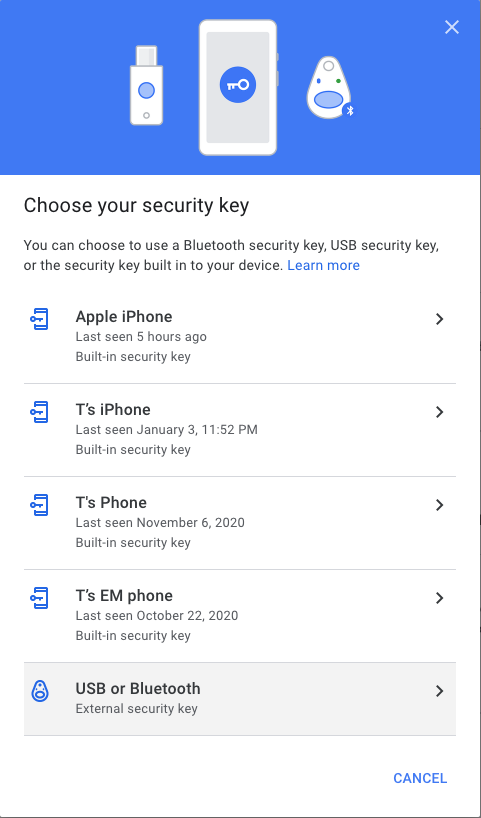 Choose your security key
You can choose to use a Bluetooth security key, USB security key,
or the security key built in to your device. Learn more
Apple iPhone
Last seen 5 hours ago
Built-in security key
T’s iPhone
Last seen January 3, 11:52 PM
Built-in security key
T's Phone
Last seen November 6, 2020
Built-in security key
T’s EM phone
Last seen October 22, 2020
Built-in security key
USB or Bluetooth
External security key
CANCEL